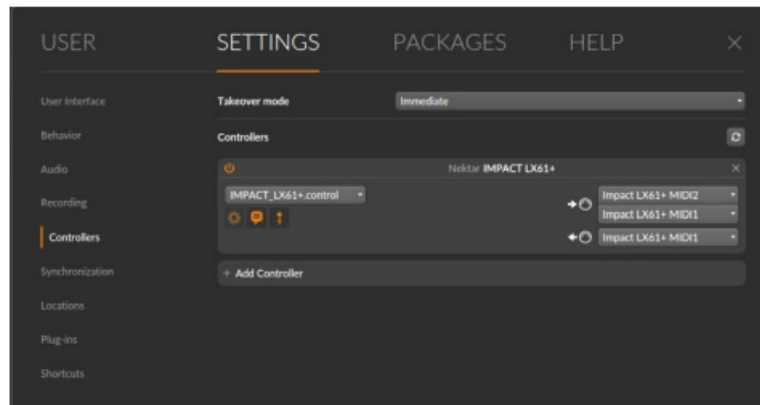 USER SETTINGS PACKAGES HELP
User Interface
Behavior
Audio
Recording
Controllers
Synchronization
Locations
Plug-ins
Shortcuts
Takeover mode Immediate
Controllers
Nektar IMPACT LX61+
IMPACT_LX61+.control
Impact LX61+ MIDI2
Impact LX61+ MIDI1
Impact LX61+ MIDI1
+ Add Controller